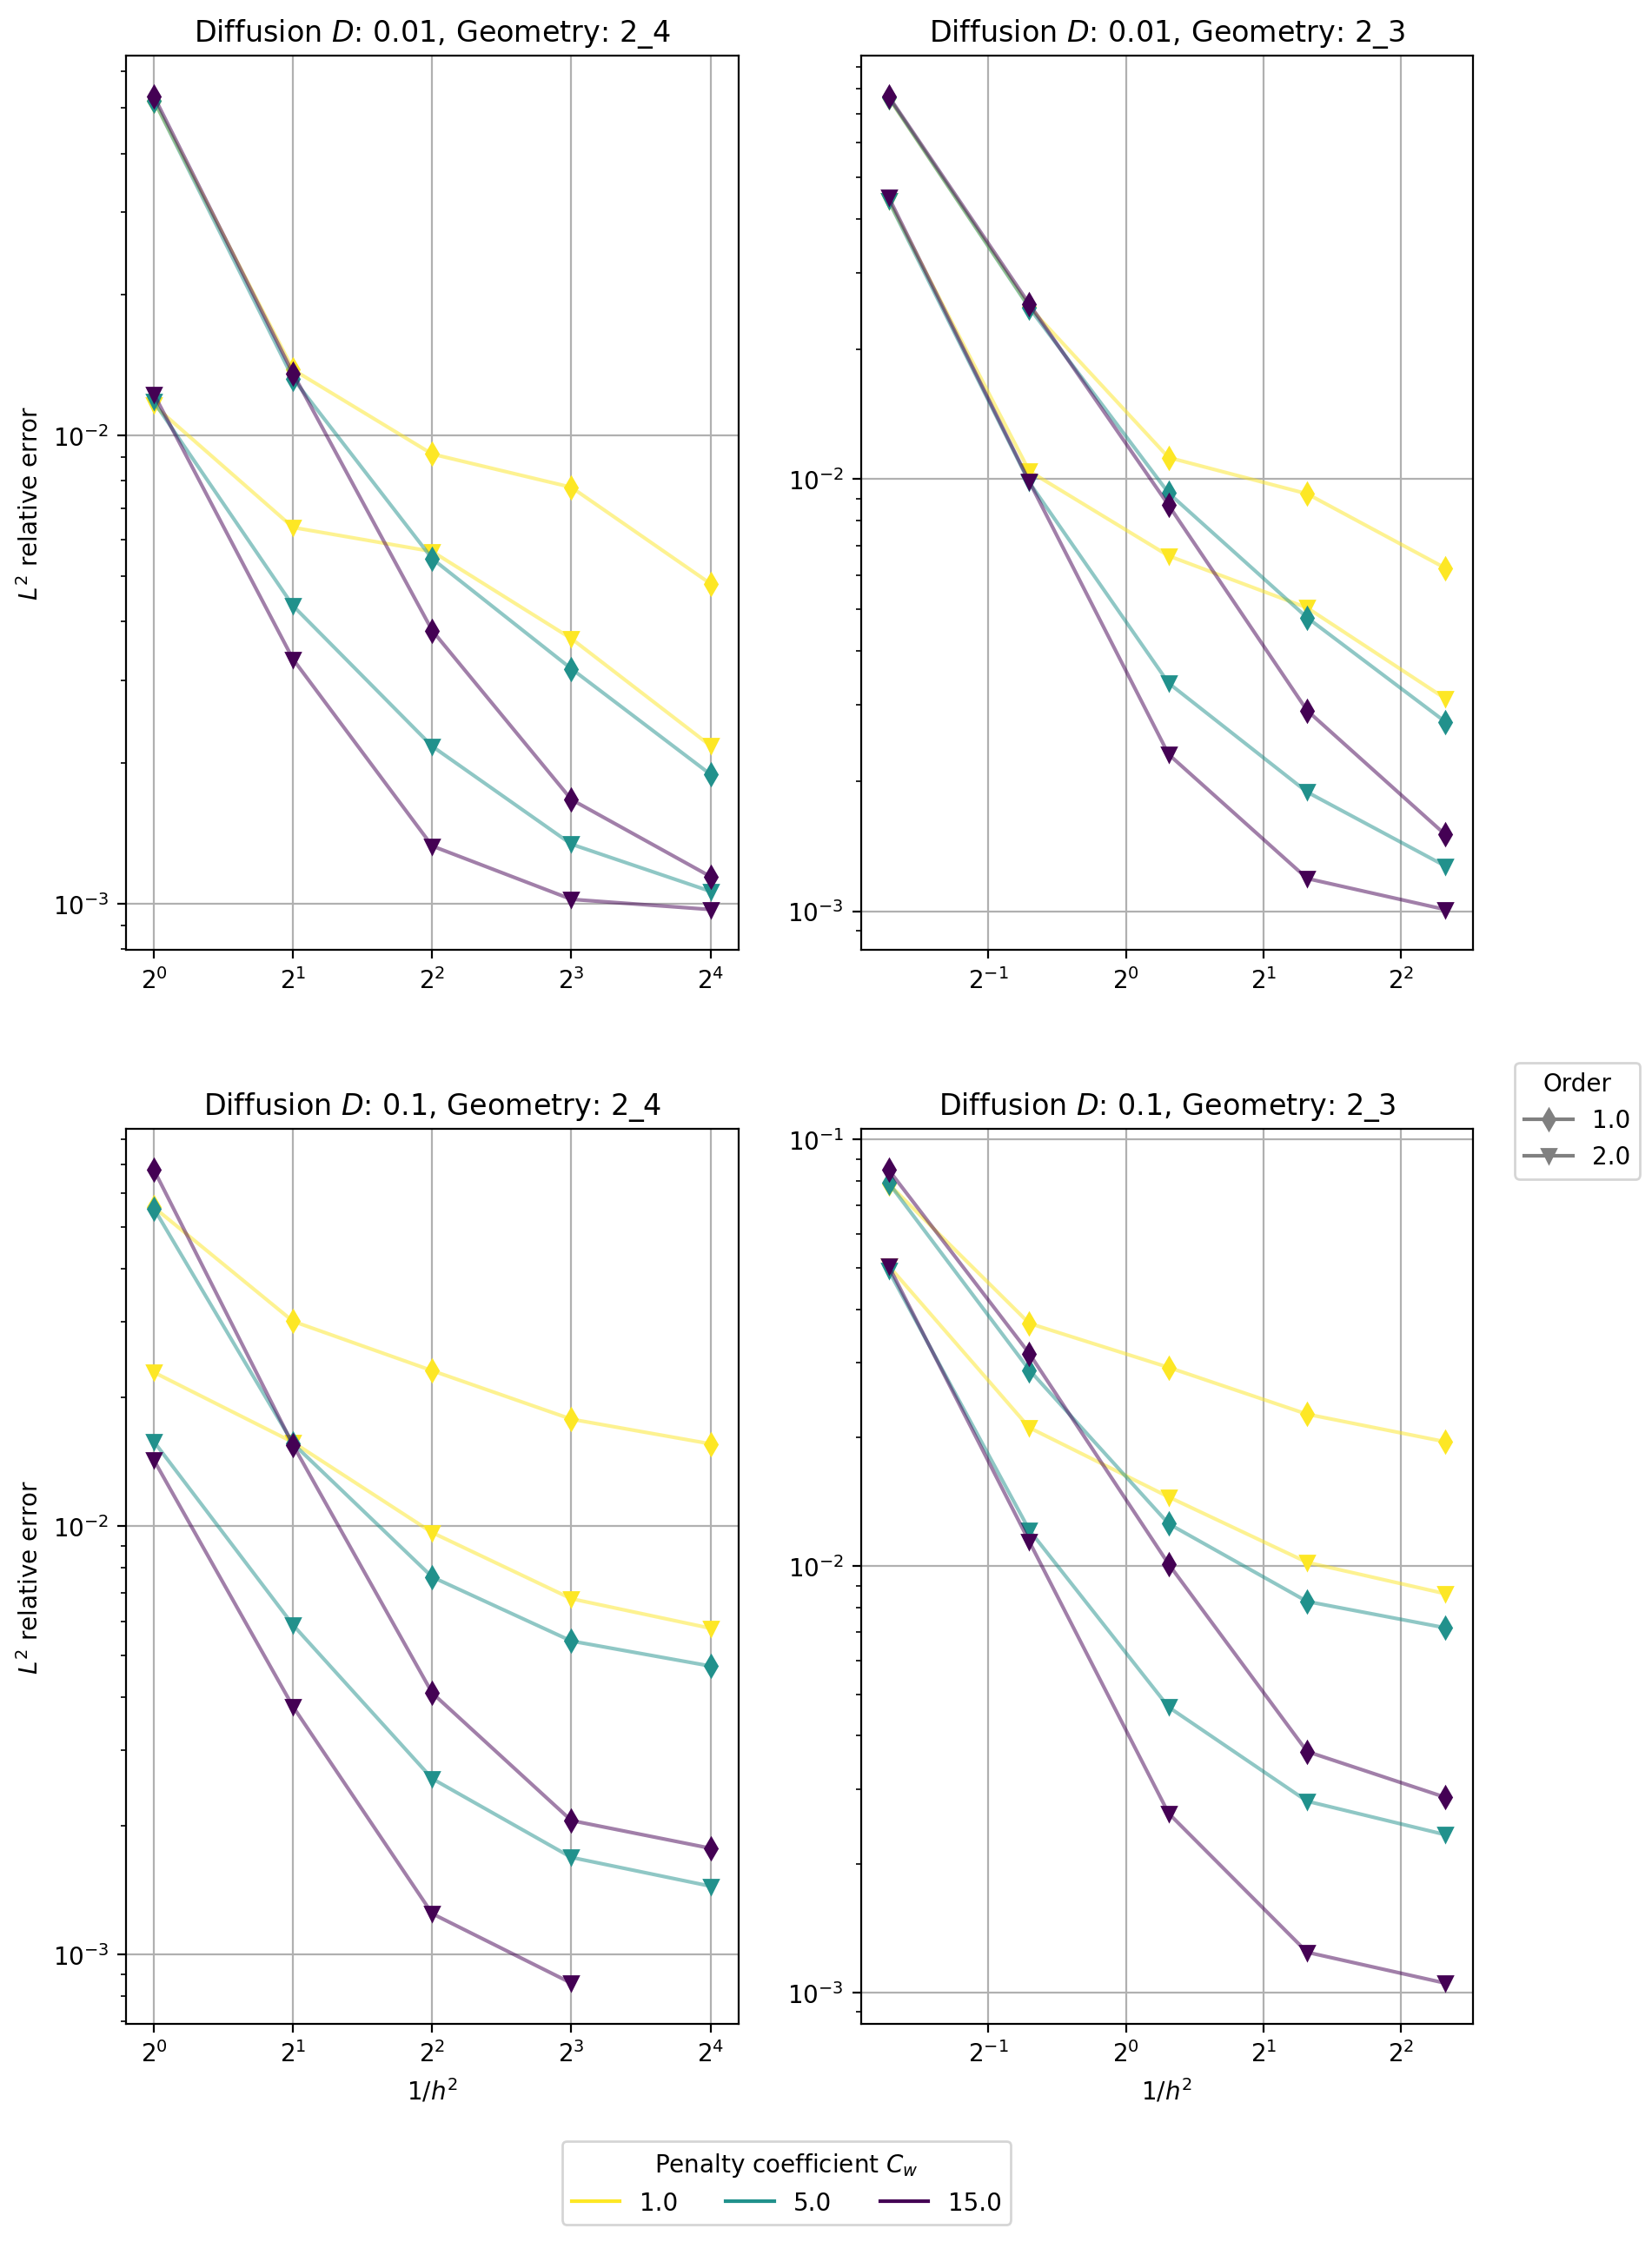 Diffusion D: 0.01, Geometry: 2_4
L² relative error
10⁻²
10⁻³
2⁰ 2¹ 2² 2³ 2⁴
Diffusion D: 0.01, Geometry: 2_3
10⁻²
10⁻³
2⁻¹ 2⁰ 2¹ 2²
Order
1.0
2.0
Diffusion D: 0.1, Geometry: 2_4
L² relative error
10⁻²
10⁻³
2⁰ 2¹ 2² 2³ 2⁴
1/h²
Diffusion D: 0.1, Geometry: 2_3
10⁻¹
10⁻²
10⁻³
2⁻¹ 2⁰ 2¹ 2²
1/h²
Penalty coefficient C_w
1.0 5.0 15.0